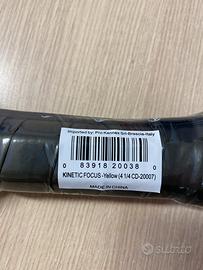 Imported by: Pro Kennex Srl-Brescia-Italy
0 83918 20038 0
KINETIC FOCUS -Yellow (4 1/4 CD-20007)
MADE IN CHINA
subito